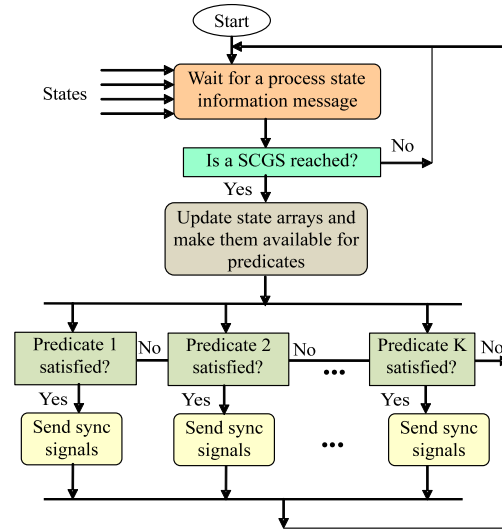 Start
States
Wait for a process state
information message
Is a SCGS reached?
No
Yes
Update state arrays and
make them available for
predicates
Predicate 1
satisfied?
No
Predicate 2
satisfied?
No
...
Predicate K
satisfied?
No
Yes
Yes
Yes
Send sync
signals
Send sync
signals
...
Send sync
signals